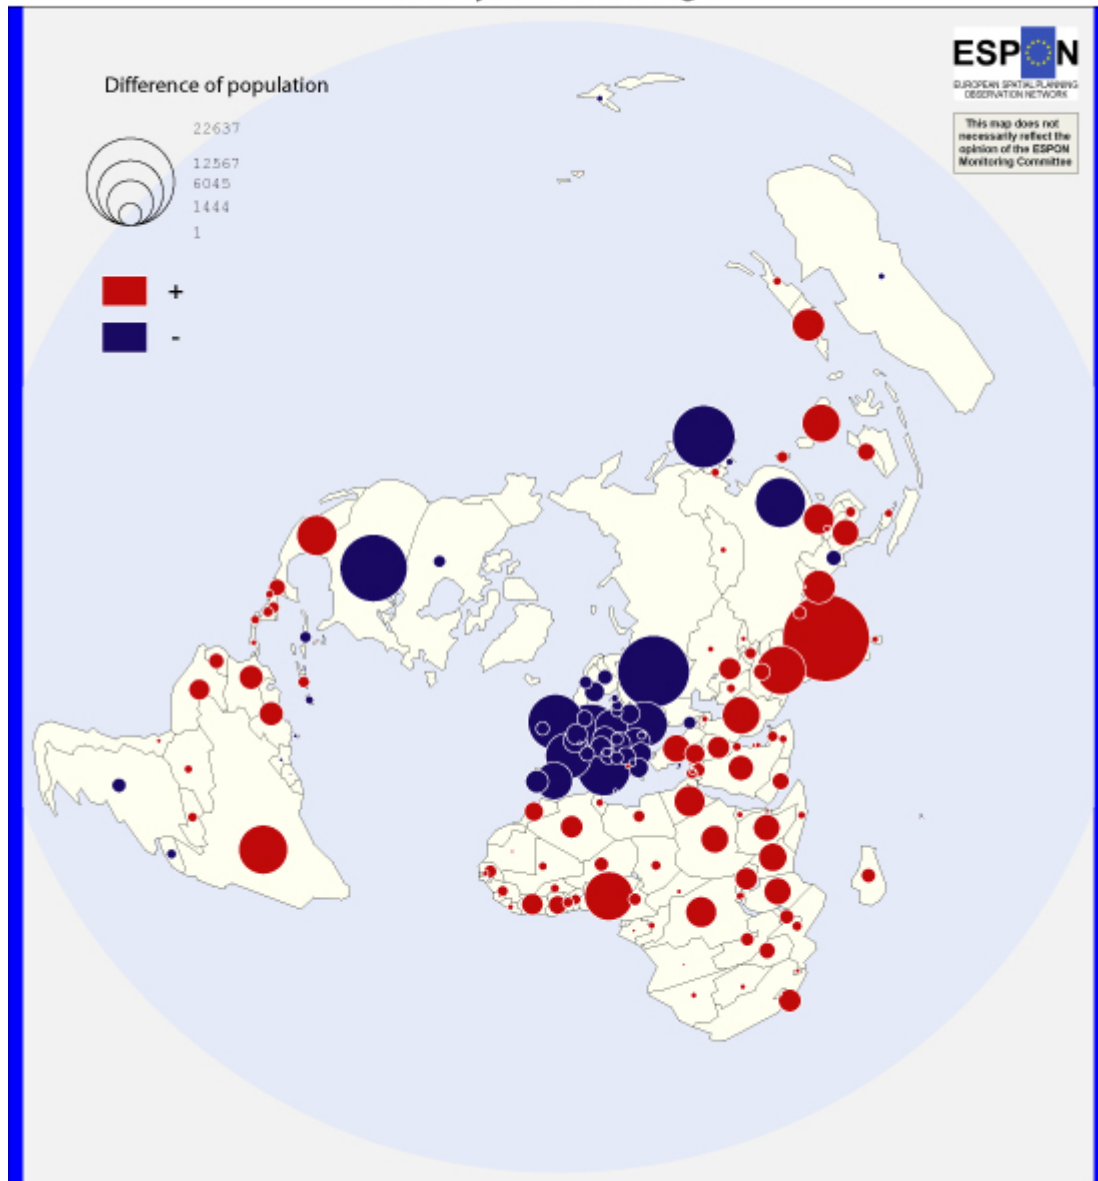 Difference of population
22637
12567
6045
1444
1
+
-
ESPON
EUROPEAN SPATIAL PLANNING
OBSERVATION NETWORK
This map does not
necessarily reflect the
opinion of the ESPON
Monitoring Committee